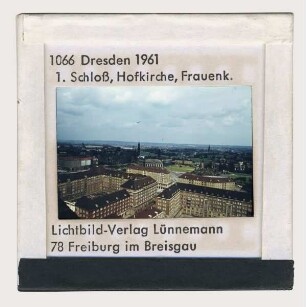 1066 Dresden 1961
1. Schloß, Hofkirche, Frauenk.
Lichtbild-Verlag Lünnemann
78 Freiburg im Breisgau